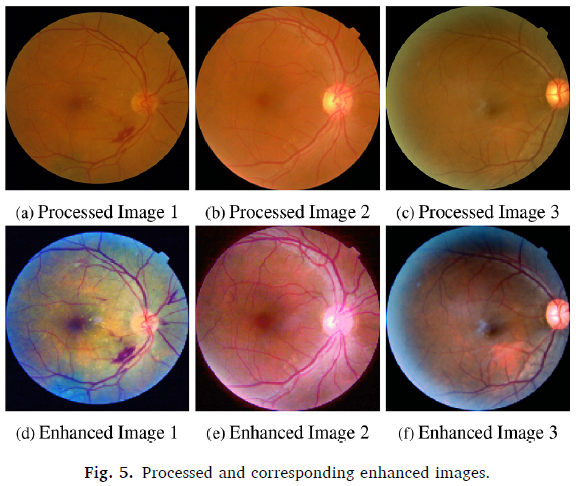 (a) Processed Image 1
(b) Processed Image 2
(c) Processed Image 3
(d) Enhanced Image 1
(e) Enhanced Image 2
(f) Enhanced Image 3
Fig. 5. Processed and corresponding enhanced images.